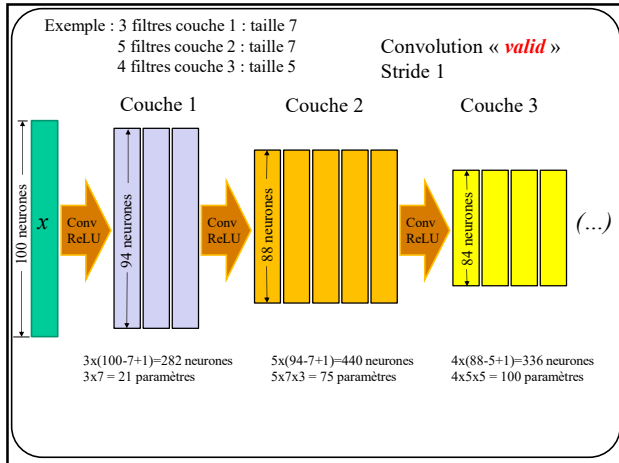 Exemple : 3 filtres couche 1 : taille 7
5 filtres couche 2 : taille 7
4 filtres couche 3 : taille 5
Convolution « valid »
Stride 1
Couche 1
Couche 2
Couche 3
100 neurones
x
Conv
ReLU
94 neurones
Conv
ReLU
88 neurones
Conv
ReLU
84 neurones
(...)
3x(100-7+1)=282 neurones
3x7 = 21 paramètres
5x(94-7+1)=440 neurones
5x7x3 = 75 paramètres
4x(88-5+1)=336 neurones
4x5x5 = 100 paramètres